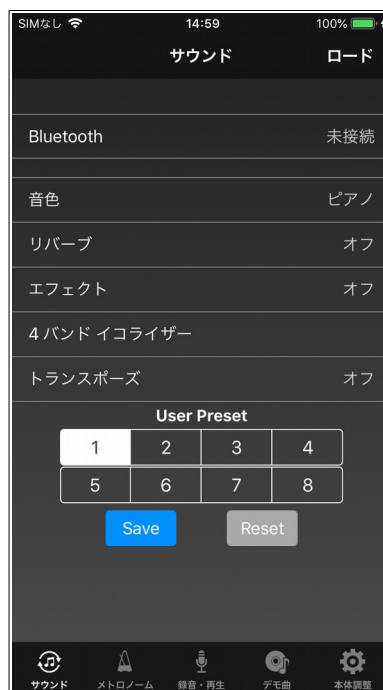 SIMなし 14:59 100%
サウンド ロード
Bluetooth 未接続
音色 ピアノ
リバーブ オフ
エフェクト オフ
4 バンド イコライザー
トランスポーズ オフ
User Preset
1 2 3 4
5 6 7 8
Save Reset
サウンド メトロノーム 録音・再生 デモ曲 本体調整